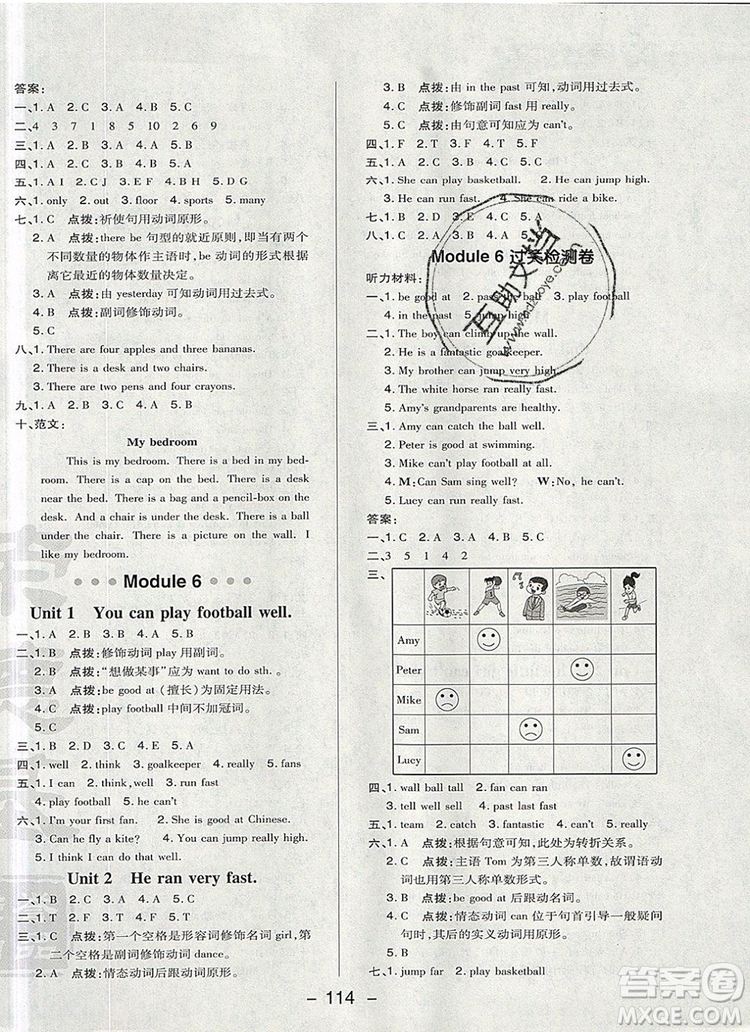 答案:
一、1. A  2. C  3. A  4. B  5. C
二、4  3  7  1  8  5  10  2  6  9
三、1. A  2. B  3. B  4. A  5. B
四、1. B  2. B  3. A  4. B  5. A
五、1. A I  2. C J  3. E F  4. B H  5. D G
六、1. only  2. out  3. floor  4. sports  5. many
七、1. C  点拨:祈使句用动词原形。
2. A  点拨:there be 句型的就近原则,即当有两个不同数量的物体作主语时,be 动词的形式根据离它最近的物体数量决定。
3. A  点拨:由 yesterday 可知动词用过去式。
4. B  点拨:副词修饰动词。
5. C
八、1. There are four apples and three bananas.
2. There is a desk and two chairs.
3. There are two pens and four crayons.
九、1. A  2. B  3. C  4. A  5. B
十、范文:
My bedroom
This is my bedroom. There is a bed in my bed-
room. There is a cap on the bed. There is a desk
near the bed. There is a bag and a pencil-box on the
desk. And a chair is under the desk. There is a ball
under the chair. There is a picture on the wall. I
like my bedroom.
Module 6
Unit 1  You can play football well.
一、1. A  2. B  3. B  4. A  5. A
二、1. B  点拨:修饰动词 play 用副词。
2. B  点拨:“想做某事”应为 want to do sth.。
3. A  点拨:be good at (擅长)为固定用法。
4. C  点拨:play football 中间不加冠词。
5. C
三、1. B  2. D  3. E  4. C  5. A
四、1. well  2. think  3. goalkeeper  4. catch
五、1. I can  2. think, well  3. run fast
4. play football  5. and, can
六、1. I'm your first fan.  2. She is good at Chinese.
3. Can he fly a kite?  4. You can jump really high.
5. I think I can do that well.
Unit 2  He ran very fast.
一、1. B  2. B  3. A  4. A  5. B
二、1. F  2. T  3. F  4. T  5. T
三、1. C  点拨:第一个空格是形容词修饰名词 girl,第二个空格是副词修饰动词 dance。
2. A  点拨:情态动词后跟动词原形。
3. B  点拨:由 in the past 可知,动词用过去式。
4. C  点拨:修饰副词 fast 用 really。
5. B  点拨:由句意可知应为 can't。
四、1. F  2. T  3. F  4. T  5. F
五、1. A  2. C  3. A  4. B  5. C
六、1. She can play basketball.  2. He can jump high.
3. He can run fast.  4. She can ride a bike.
七、1. B  2. C  3. B  4. C  5. A
八、1. C  2. C  3. B  4. A  5. A
Module 6 过关检测卷
听力材料:
一、1. be good at  2. pass the ball  3. play football
4. in the past  5. jump high
二、1. The boy can climb up the wall.
2. He is a fantastic goalkeeper.
3. My brother can jump very high.
4. The white horse ran really fast.
5. Amy's grandparents are healthy.
三、1. Amy can catch the ball well.
2. Peter is good at swimming.
3. Mike can't play football at all.
4. M: Can Sam sing well?  W: No, he can't.
5. Lucy can run really fast.
答案:
一、1. C  2. A  3. C  4. A  5. B
二、3  5  1  4  2
三、
Amy
Peter
Mike
Sam
Lucy
四、1. wall ball tall  2. fan can ran
3. tell well sell  4. past last fast
五、1. team  2. catch  3. fantastic  4. can't  5. well
六、1. C  点拨:根据句意可知,此处为转折关系。
2. C  点拨:主语 Tom 为第三人称单数,故谓语动词用第三人称单数形式。
3. A  点拨:be good at 后跟动名词。
4. C  点拨:情态动词 can 位于句首引导一般疑问句时,其后的实义动词用原形。
5. B
七、1. jump far  2. play basketball
- 114 -
互助文档
www.hdzuoye.com
答案圈
MXQE.COM